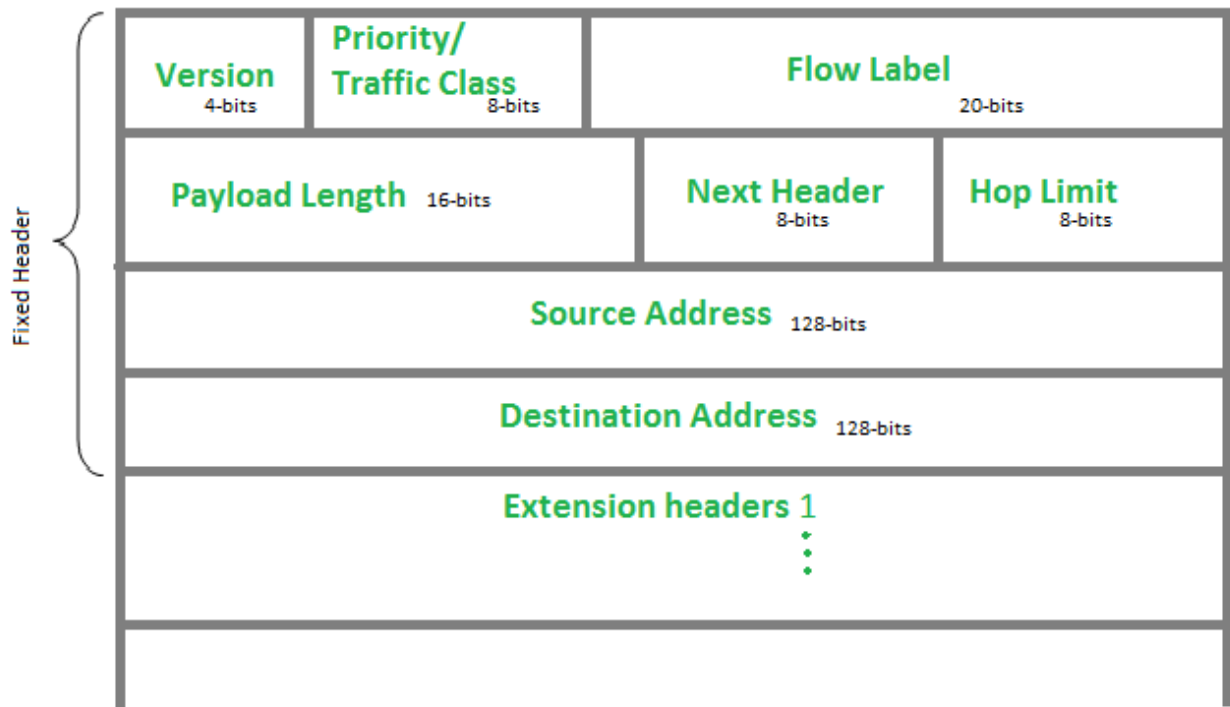 Fixed Header
Version
4-bits
Priority/
Traffic Class
8-bits
Flow Label
20-bits
Payload Length 16-bits
Next Header
8-bits
Hop Limit
8-bits
Source Address 128-bits
Destination Address 128-bits
Extension headers 1